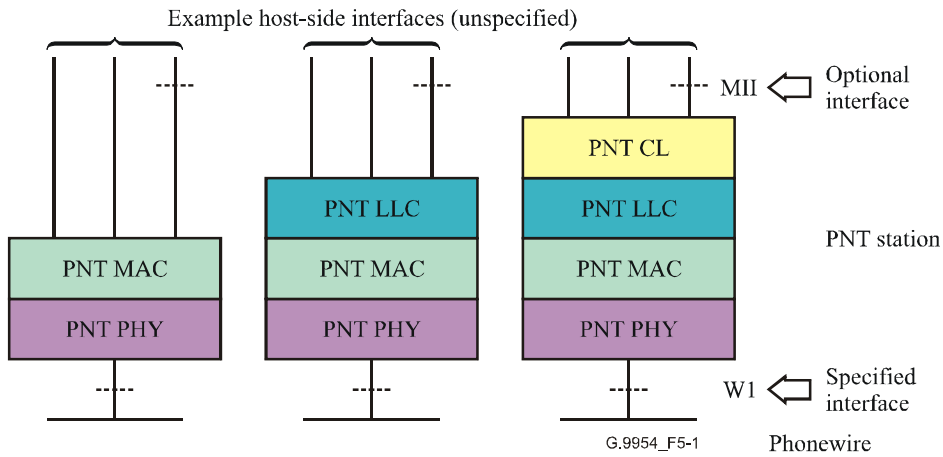 Example host-side interfaces (unspecified)
MII
Optional
interface
PNT CL
PNT LLC
PNT LLC
PNT station
PNT MAC
PNT MAC
PNT MAC
PNT PHY
PNT PHY
PNT PHY
W1
Specified
interface
G.9954_F5-1
Phonewire